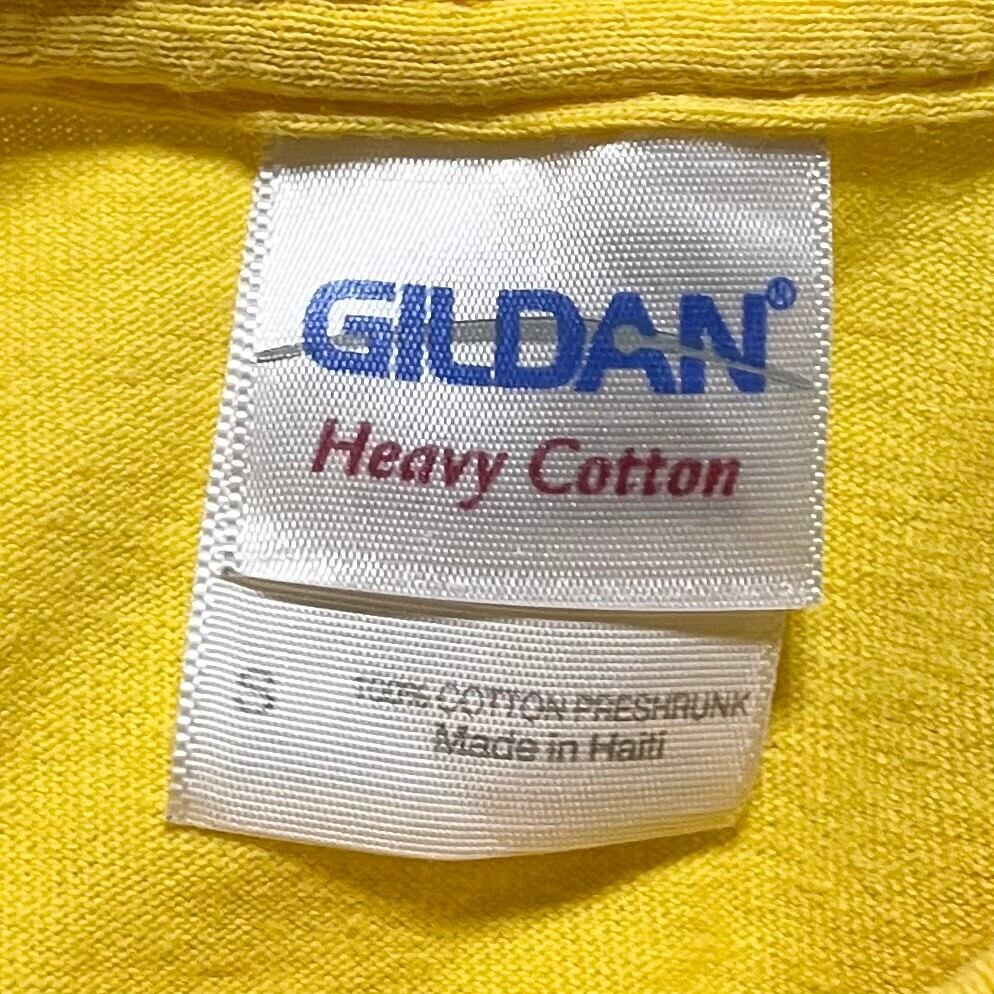 GILDAN®
Heavy Cotton
S 100% COTTON PRESHRUNK
Made in Haiti